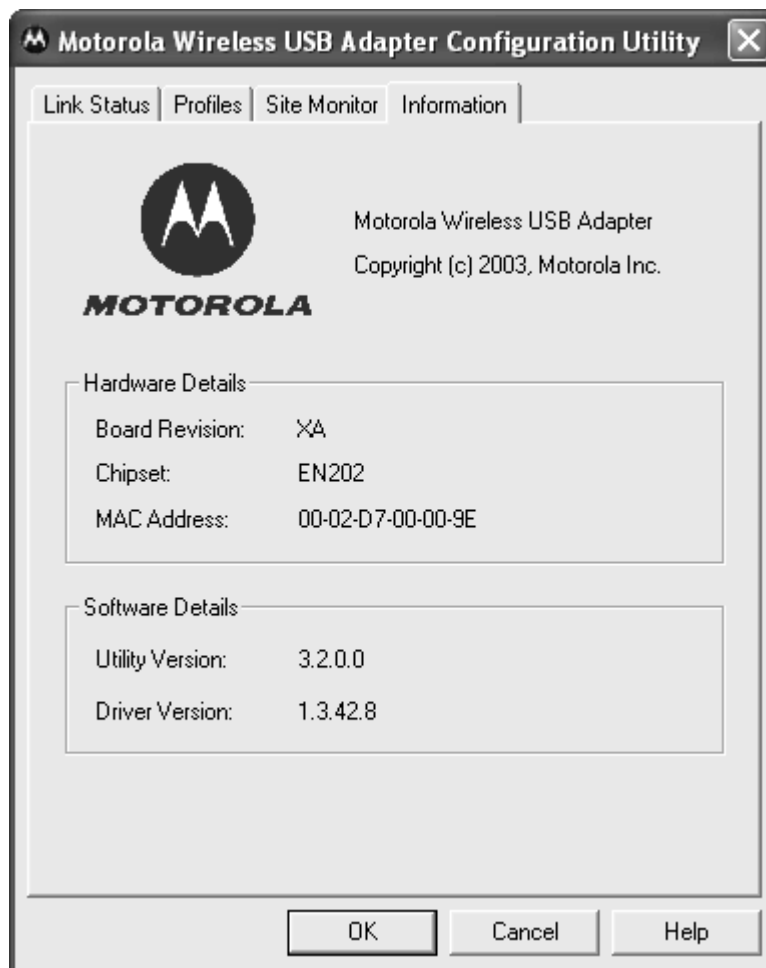 Motorola Wireless USB Adapter Configuration Utility
Link Status Profiles Site Monitor Information
Motorola Wireless USB Adapter
Copyright (c) 2003, Motorola Inc.
MOTOROLA
Hardware Details
Board Revision: XA
Chipset: EN202
MAC Address: 00-02-D7-00-00-9E
Software Details
Utility Version: 3.2.0.0
Driver Version: 1.3.42.8
OK Cancel Help